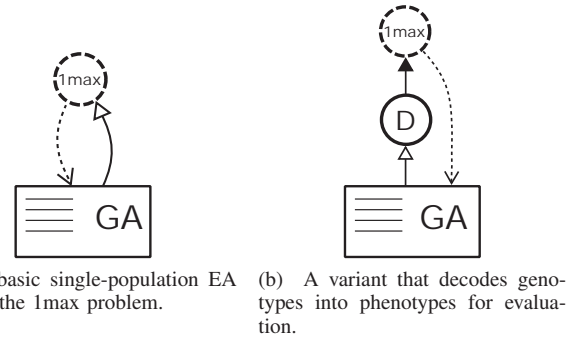 1max
GA
basic single-population EA
the 1max problem.
1max
D
GA
(b) A variant that decodes geno-
types into phenotypes for evalua-
tion.